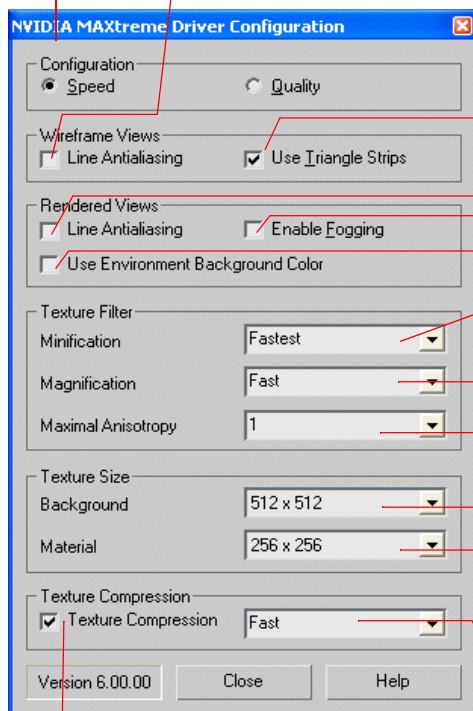 NVIDIA MAXtreme Driver Configuration
Configuration
Speed Quality
Wireframe Views
Line Antialiasing Use Triangle Strips
Rendered Views
Line Antialiasing Enable Fogging
Use Environment Background Color
Texture Filter
Minification Fastest
Magnification Fast
Maximal Anisotropy 1
Texture Size
Background 512 x 512
Material 256 x 256
Texture Compression
Texture Compression Fast
Version 6.00.00 Close Help